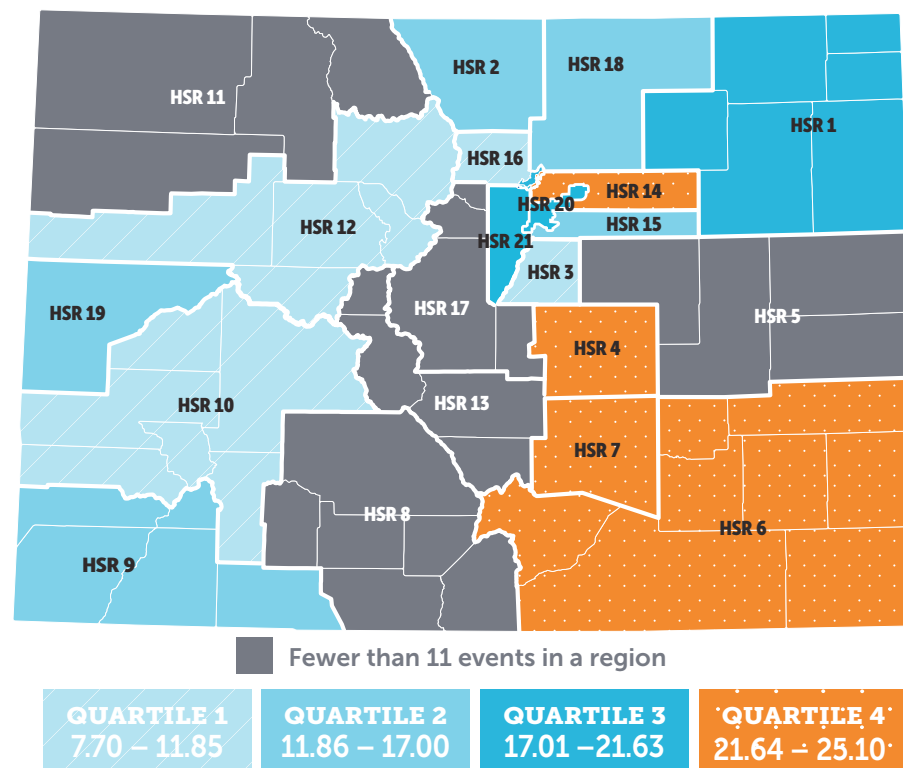 HSR 2
HSR 18
HSR 11
HSR 1
HSR 16
HSR 14
HSR 20
HSR 12
HSR 15
HSR 21
HSR 3
HSR 19
HSR 17
HSR 5
HSR 4
HSR 10
HSR 13
HSR 7
HSR 8
HSR 6
HSR 9
Fewer than 11 events in a region
QUARTILE 1
7.70 – 11.85
QUARTILE 2
11.86 – 17.00
QUARTILE 3
17.01 –21.63
QUARTILE 4
21.64 – 25.10